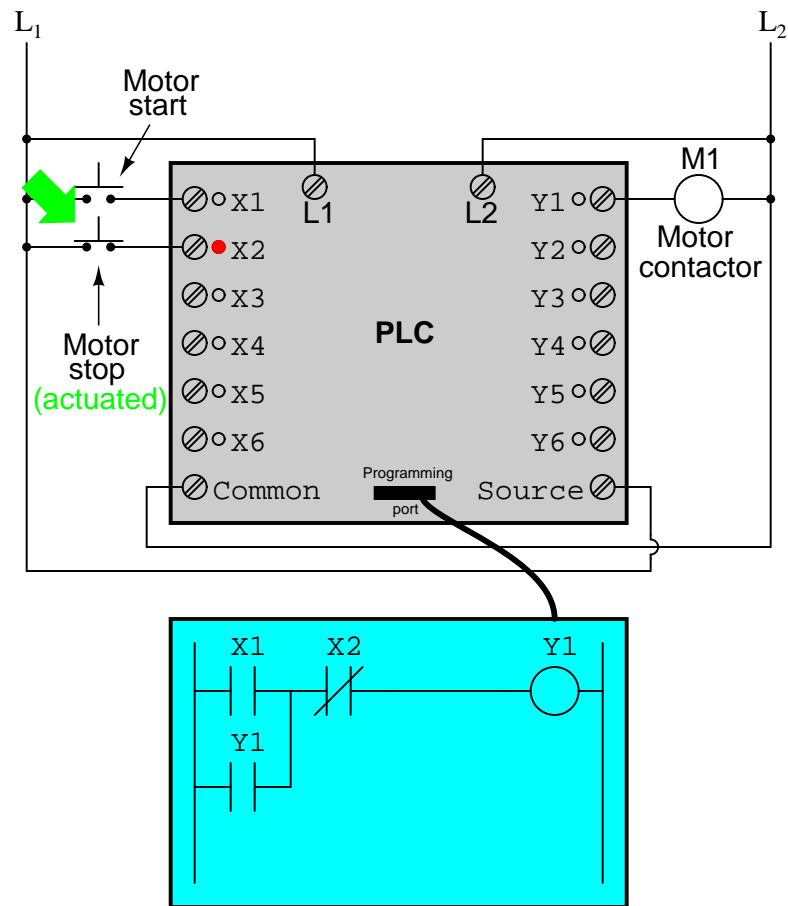 L1 L2
Motor
start
M1
X1 L1 L2 Y1
Motor
contactor
X2 Y2
X3 Y3
Motor
stop
(actuated)
X4 PLC Y4
X5 Y5
X6 Y6
Programming
port
Common Source
X1 X2 Y1
Y1